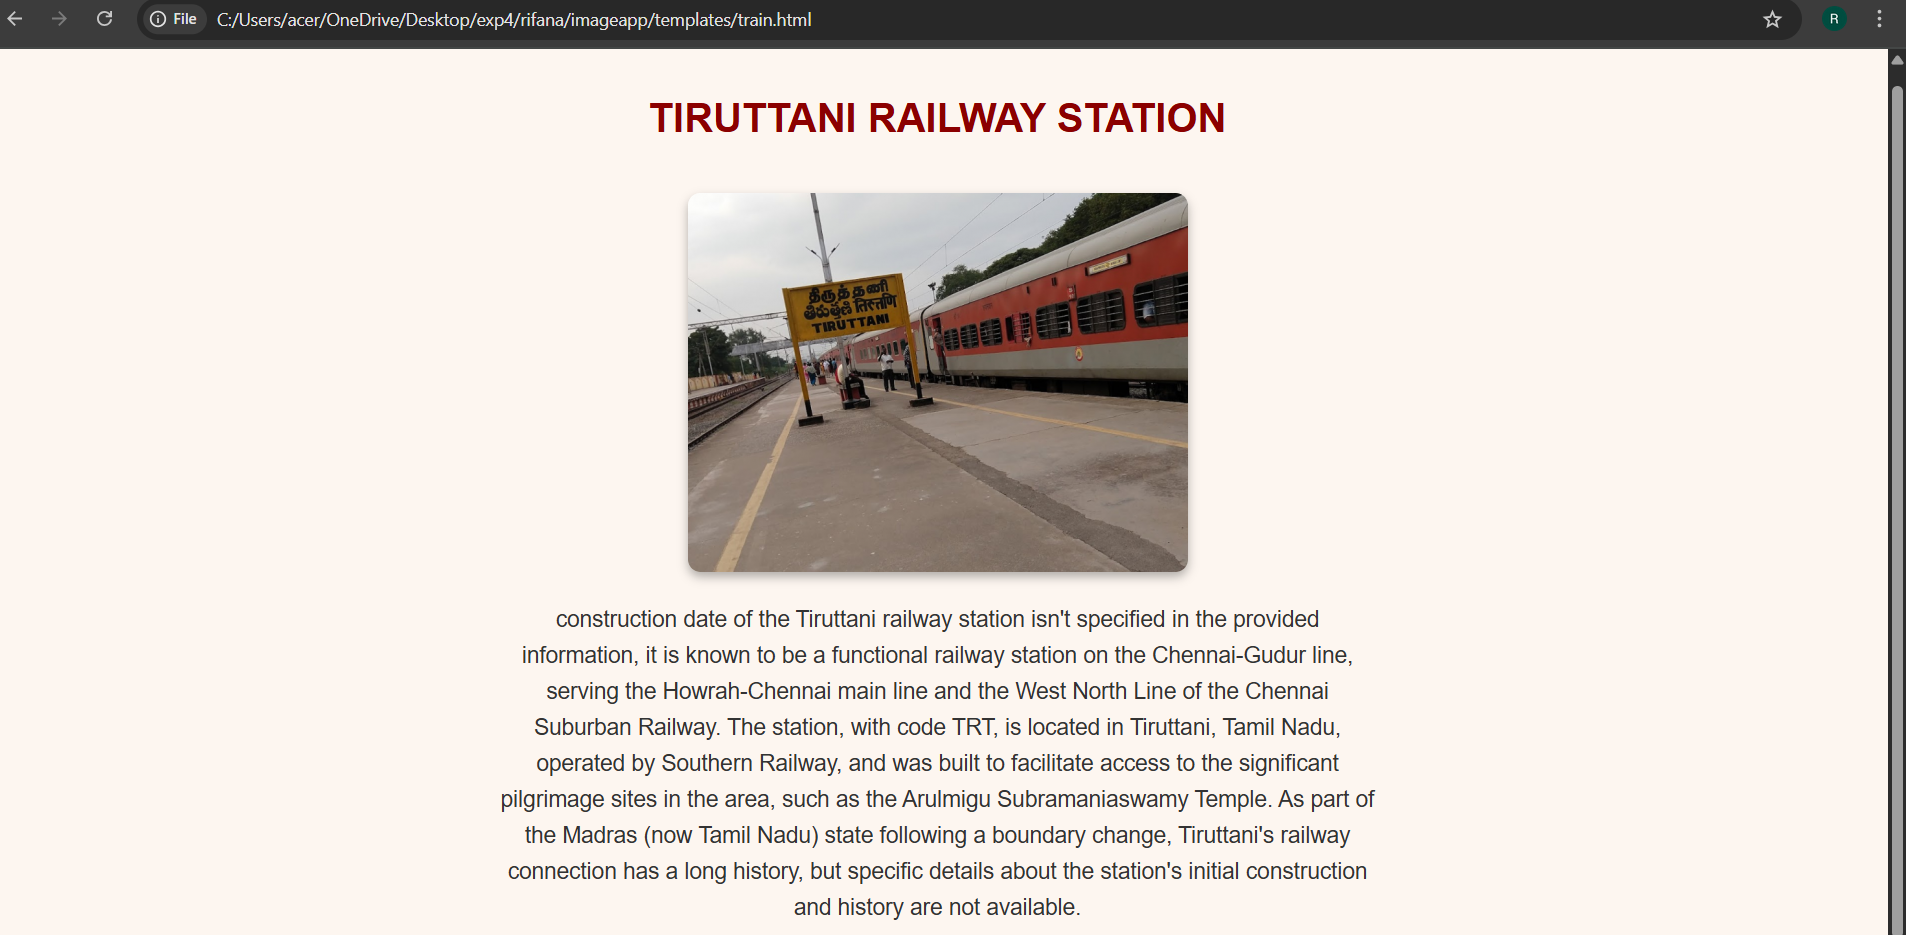 File C:/Users/acer/OneDrive/Desktop/exp4/rifana/imageapp/templates/train.html R
TIRUTTANI RAILWAY STATION
திருத்தணி
తిరుత్తణి तिरुत्तणि
TIRUTTANI
construction date of the Tiruttani railway station isn't specified in the provided
information, it is known to be a functional railway station on the Chennai-Gudur line,
serving the Howrah-Chennai main line and the West North Line of the Chennai
Suburban Railway. The station, with code TRT, is located in Tiruttani, Tamil Nadu,
operated by Southern Railway, and was built to facilitate access to the significant
pilgrimage sites in the area, such as the Arulmigu Subramaniaswamy Temple. As part of
the Madras (now Tamil Nadu) state following a boundary change, Tiruttani's railway
connection has a long history, but specific details about the station's initial construction
and history are not available.